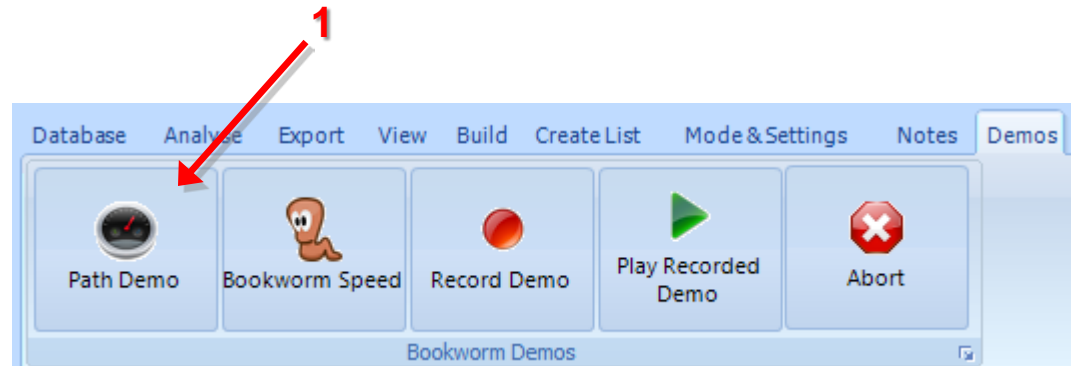 1
Database Analyse Export View Build Create List Mode & Settings Notes Demos
Path Demo
Bookworm Speed
Record Demo
Play Recorded
Demo
Abort
Bookworm Demos